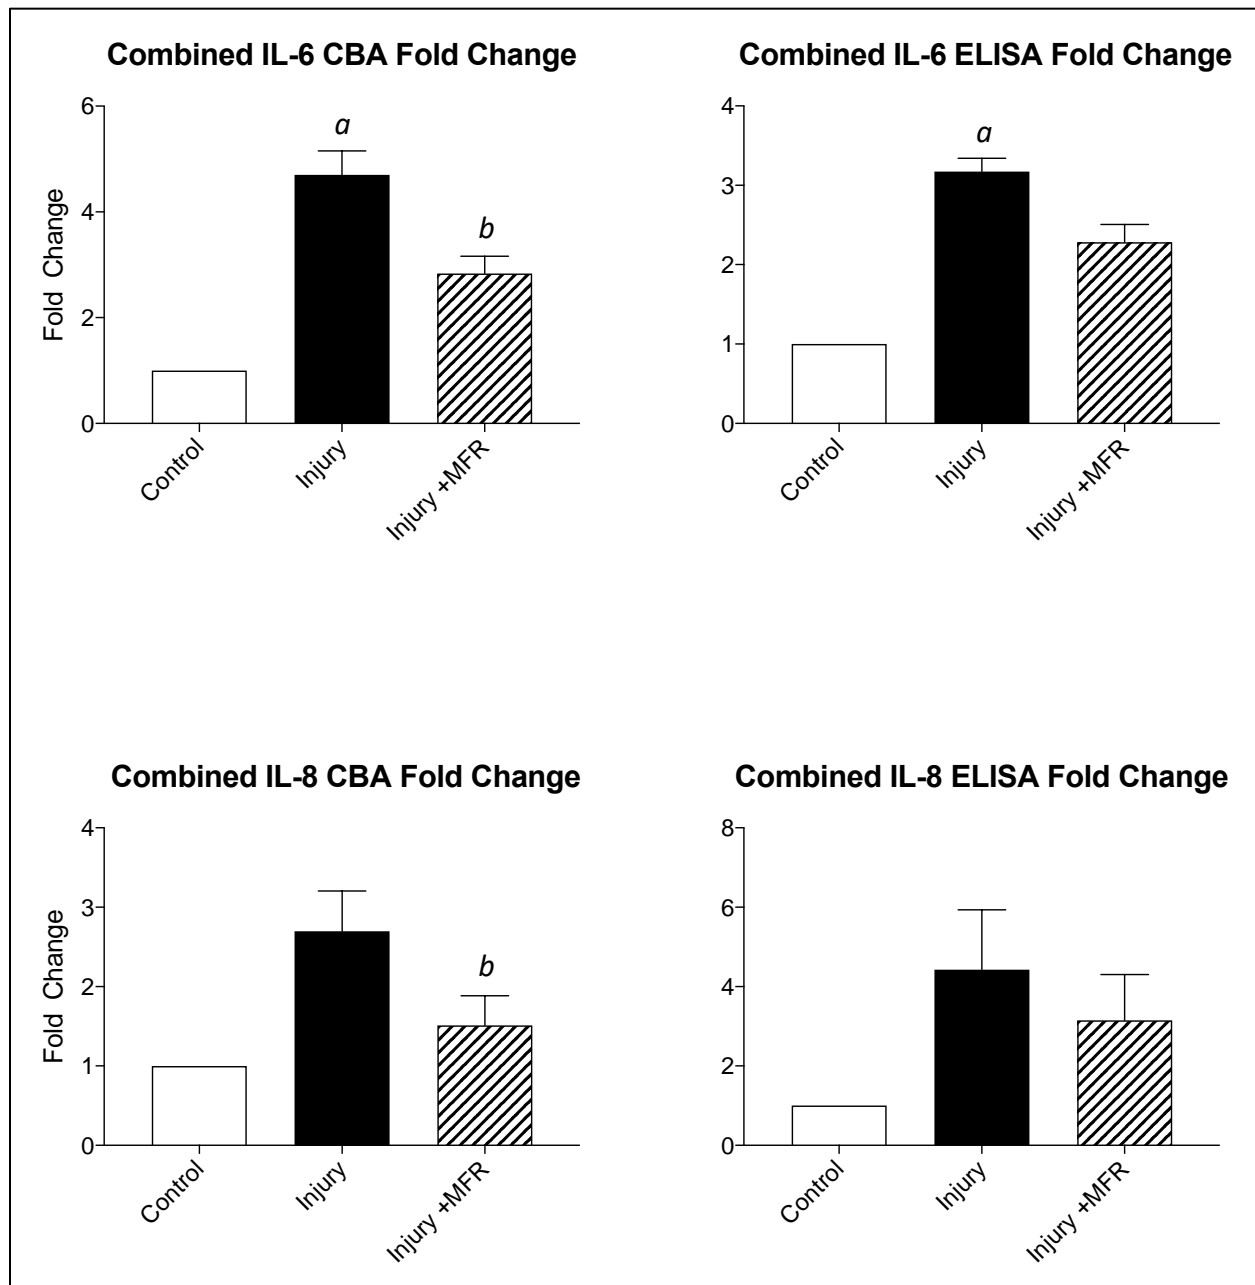 Combined IL-6 CBA Fold Change
6
4
2
0
Fold Change
a
b
Control
Injury
Injury +MFR
Combined IL-6 ELISA Fold Change
4
3
2
1
0
a
Control
Injury
Injury +MFR
Combined IL-8 CBA Fold Change
4
3
2
1
0
Fold Change
b
Control
Injury
Injury +MFR
Combined IL-8 ELISA Fold Change
8
6
4
2
0
Control
Injury
Injury +MFR